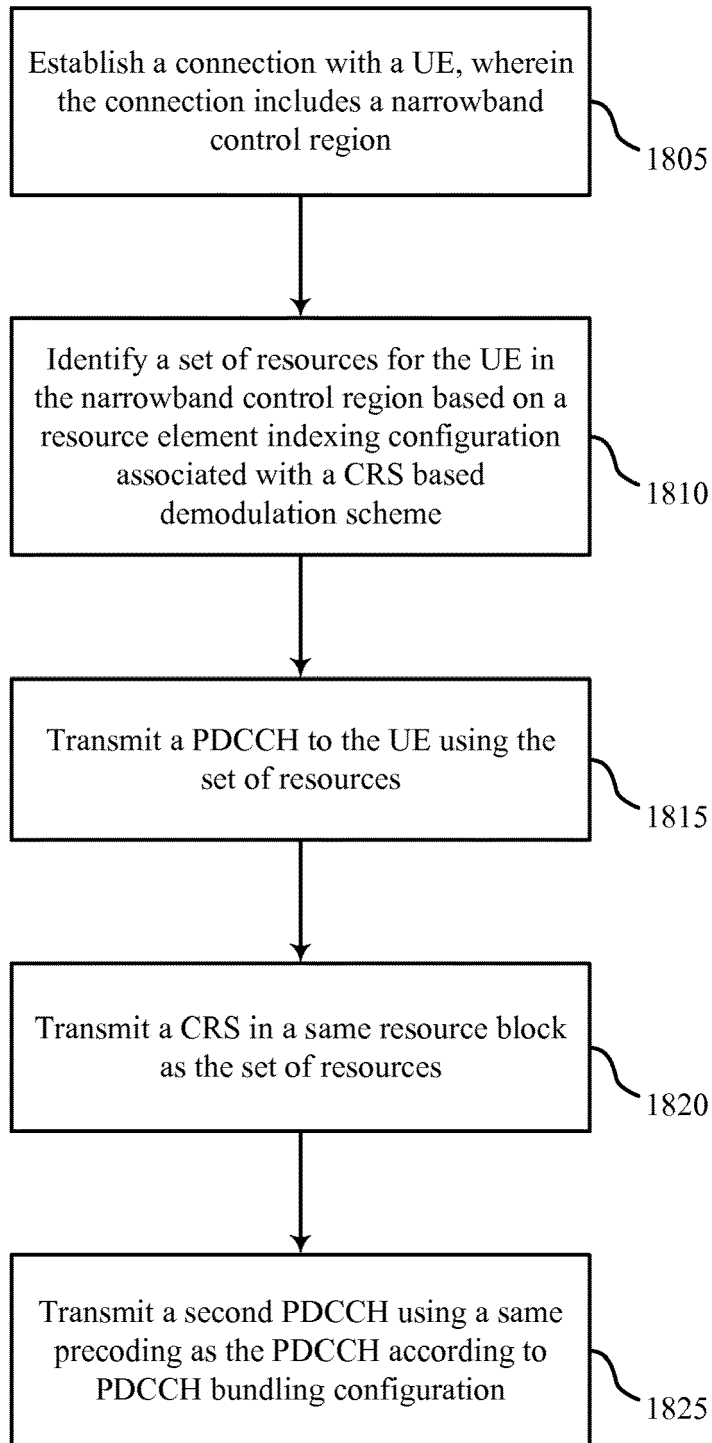 Establish a connection with a UE, wherein
the connection includes a narrowband
control region
1805
Identify a set of resources for the UE in
the narrowband control region based on a
resource element indexing configuration
associated with a CRS based
demodulation scheme
1810
Transmit a PDCCH to the UE using the
set of resources
1815
Transmit a CRS in a same resource block
as the set of resources
1820
Transmit a second PDCCH using a same
precoding as the PDCCH according to
PDCCH bundling configuration
1825